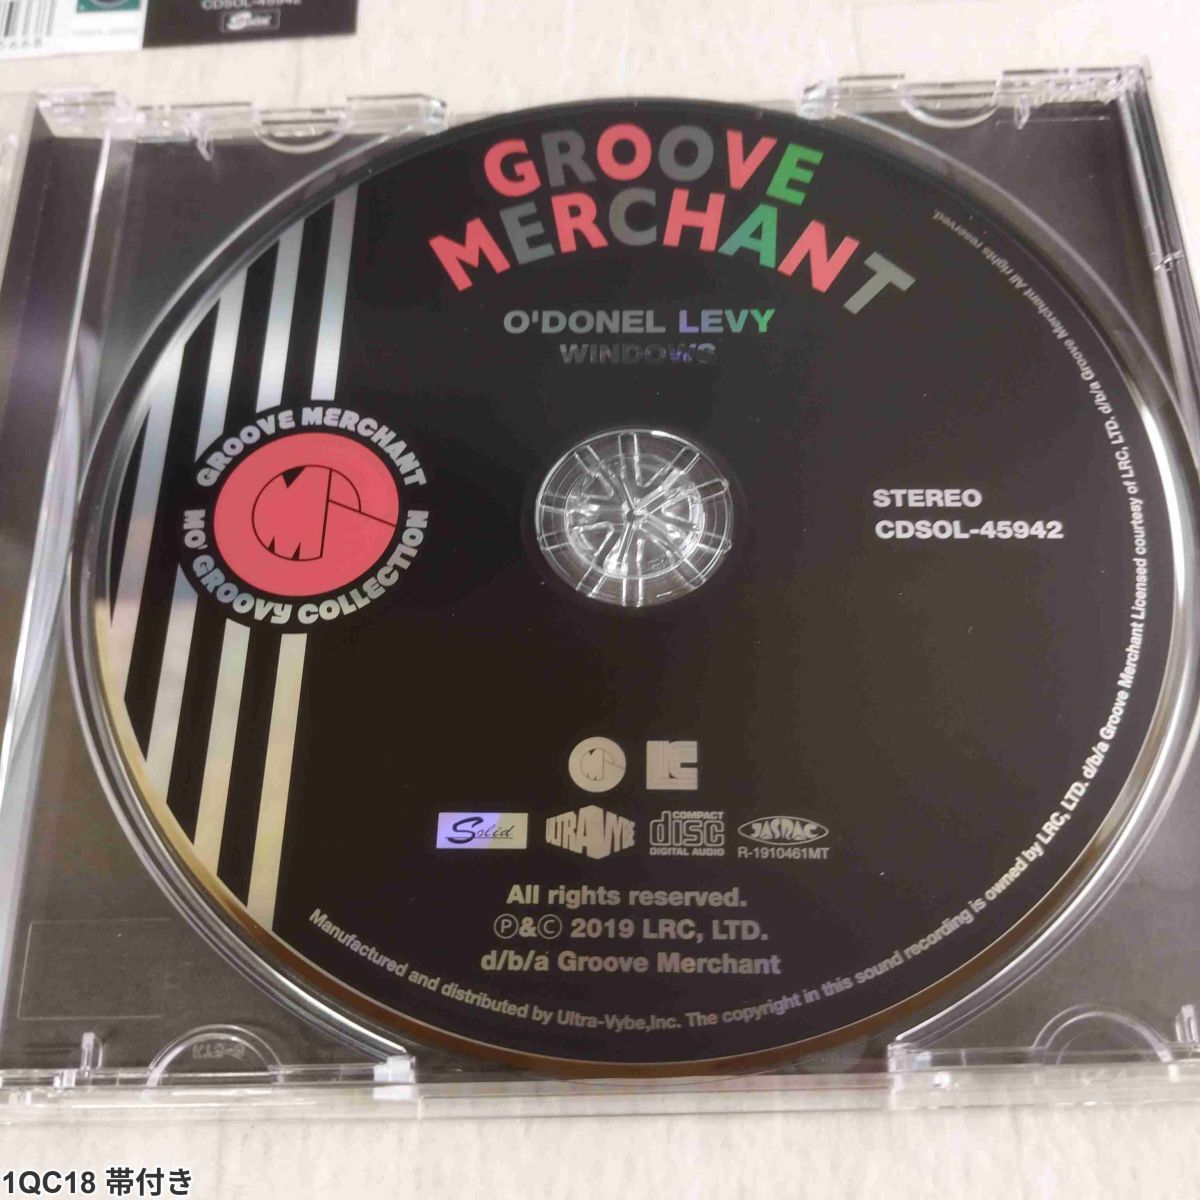 CDSOL-45942
Solid
GROOVE
MERCHANT
O'DONEL LEVY
WINDOWS
GROOVE MERCHANT
MO' GROOVY COLLECTION
STEREO
CDSOL-45942
Solid
ULTRA-VYBE
COMPACT
disc
DIGITAL AUDIO
JASRAC
R-1910461MT
All rights reserved.
Ⓟ&Ⓒ 2019 LRC, LTD.
d/b/a Groove Merchant
Manufactured and distributed by Ultra-Vybe,Inc. The copyright in this sound recording is owned by LRC, LTD. d/b/a Groove Merchant Licensed courtesy of LRC, LTD. d/b/a Groove Merchant All rights reserved.
1QC18 帯付き